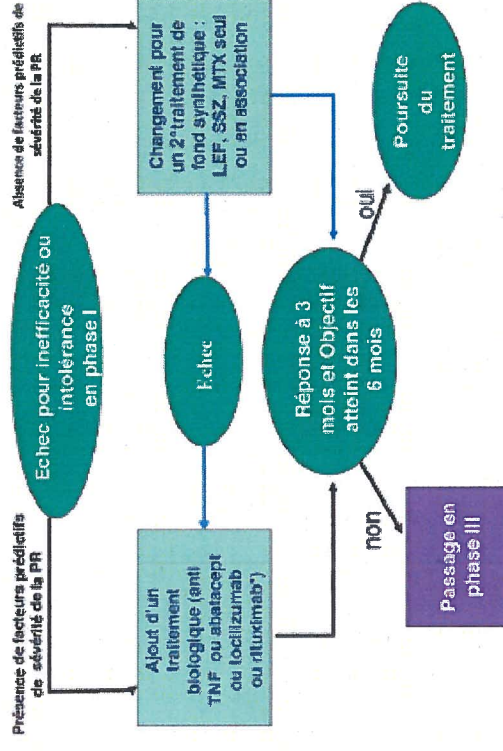 Présence de facteurs prédictifs
de sévérité de la PR
Echec pour inefficacité ou
intolérance
en phase I
Absence de facteurs prédictifs de
sévérité de la PR
Ajout d'un
traitement
biologique (anti
TNF ou abatacept
ou tocilizumab
ou rituximab*)
Echec
Changement pour
un 2° traitement de
fond synthétique :
LEF, SSZ, MTX seul
ou en association
Réponse à 3
mois et Objectif
atteint dans les
6 mois
non
oui
Passage en
phase III
Poursuite
du
traitement